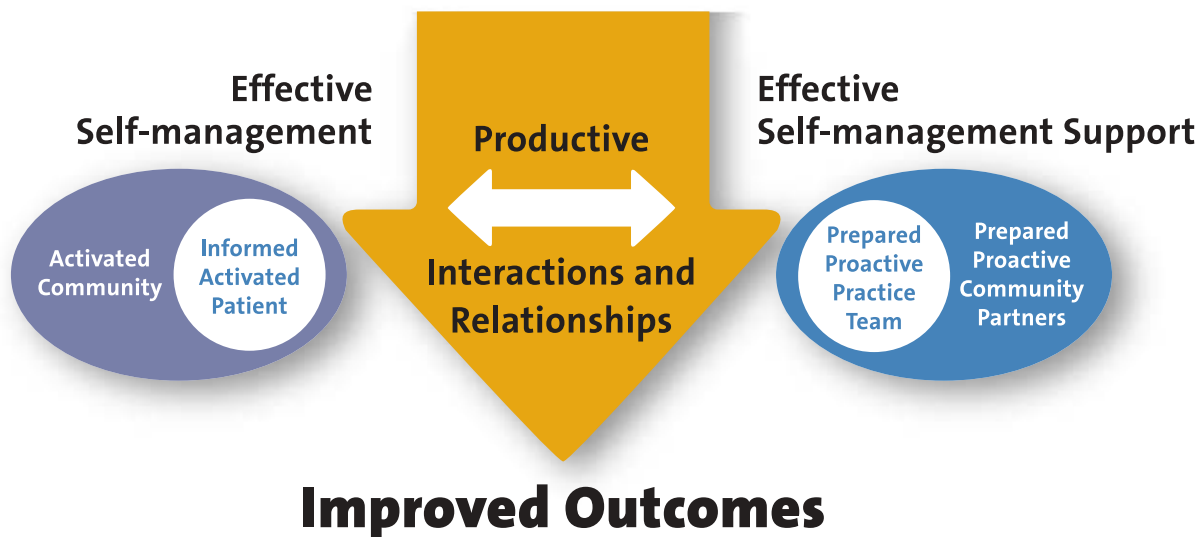 Effective
Self-management
Activated
Community
Informed
Activated
Patient
Productive
Interactions and
Relationships
Effective
Self-management Support
Prepared
Proactive
Practice
Team
Prepared
Proactive
Community
Partners
Improved Outcomes